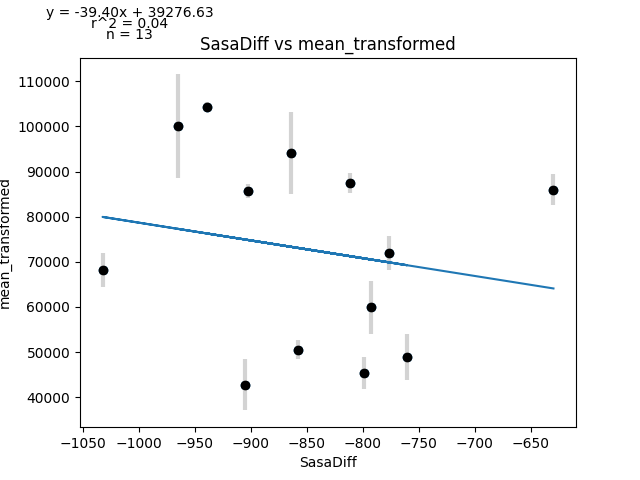 y = -39.40x + 39276.63
r^2 = 0.04
n = 13
SasaDiff vs mean_transformed
mean_transformed
110000
100000
90000
80000
70000
60000
50000
40000
−1050
−1000
−950
−900
−850
−800
−750
−700
−650
SasaDiff